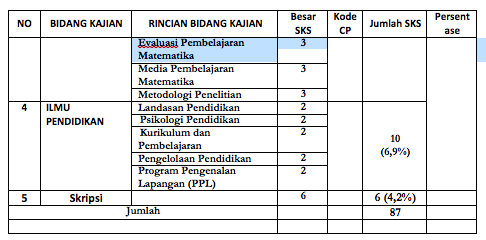 NO BIDANG KAJIAN RINCIAN BIDANG KAJIAN Besar SKS Kode CP Jumlah SKS Persent ase
Evaluasi Pembelajaran Matematika 3
Media Pembelajaran Matematika 3
Metodologi Penelitian 3
4 ILMU PENDIDIKAN Landasan Pendidikan 2
Psikologi Pendidikan 2
Kurikulum dan Pembelajaran 2
Pengelolaan Pendidikan 2
Program Pengenalan Lapangan (PPL) 2
10 (6,9%)
5 Skripsi 6 6 (4,2%)
Jumlah 87